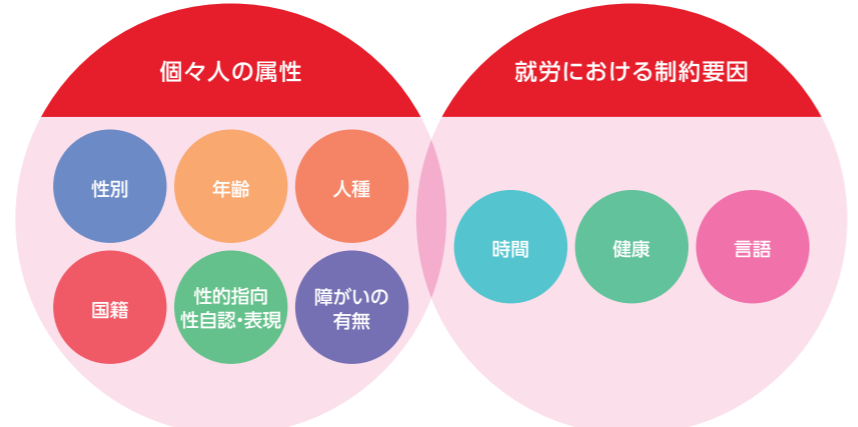 個々人の属性
就労における制約要因
性別
年齢
人種
国籍
性的指向
性自認・表現
障がいの
有無
時間
健康
言語